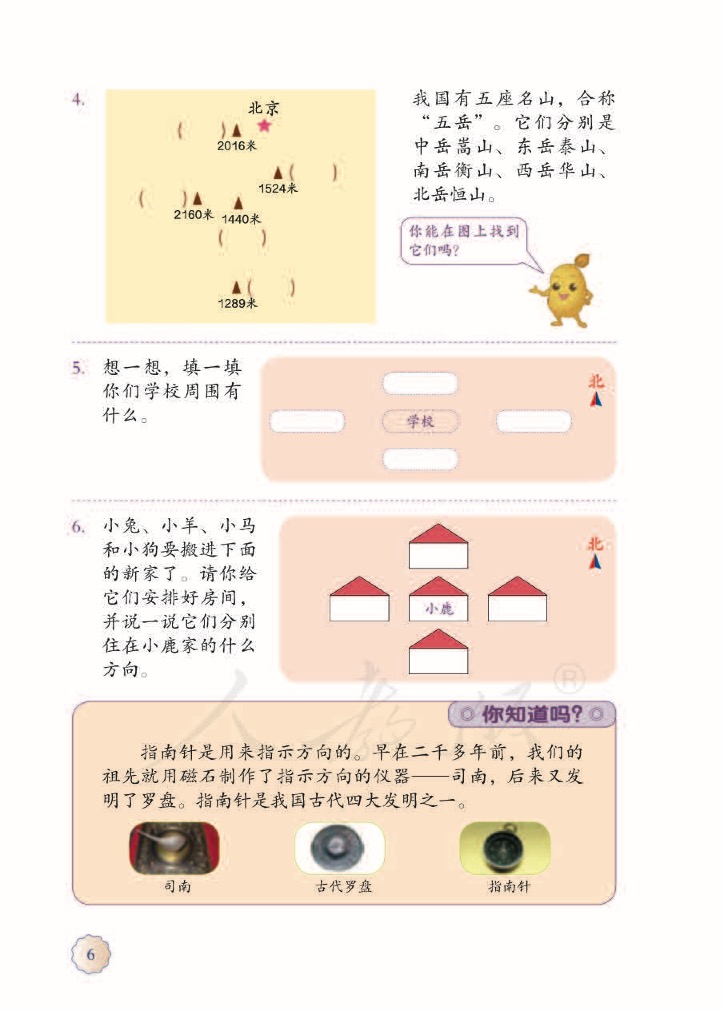 4.
北京
(    )
2016米
1524米
(    )
(    )
2160米
1440米
(    )
(    )
1289米
我国有五座名山，合称
“五岳”。它们分别是
中岳嵩山、东岳泰山、
南岳衡山、西岳华山、
北岳恒山。
你能在图上找到
它们吗？
5.
想一想，填一填
你们学校周围有
什么。
北
学校
6.
小兔、小羊、小马
和小狗要搬进下面
的新家了。请你给
它们安排好房间，
并说一说它们分别
住在小鹿家的什么
方向。
北
小鹿
人教版®
你知道吗？
指南针是用来指示方向的。早在二千多年前，我们的
祖先就用磁石制作了指示方向的仪器——司南，后来又发
明了罗盘。指南针是我国古代四大发明之一。
司南
古代罗盘
指南针
6